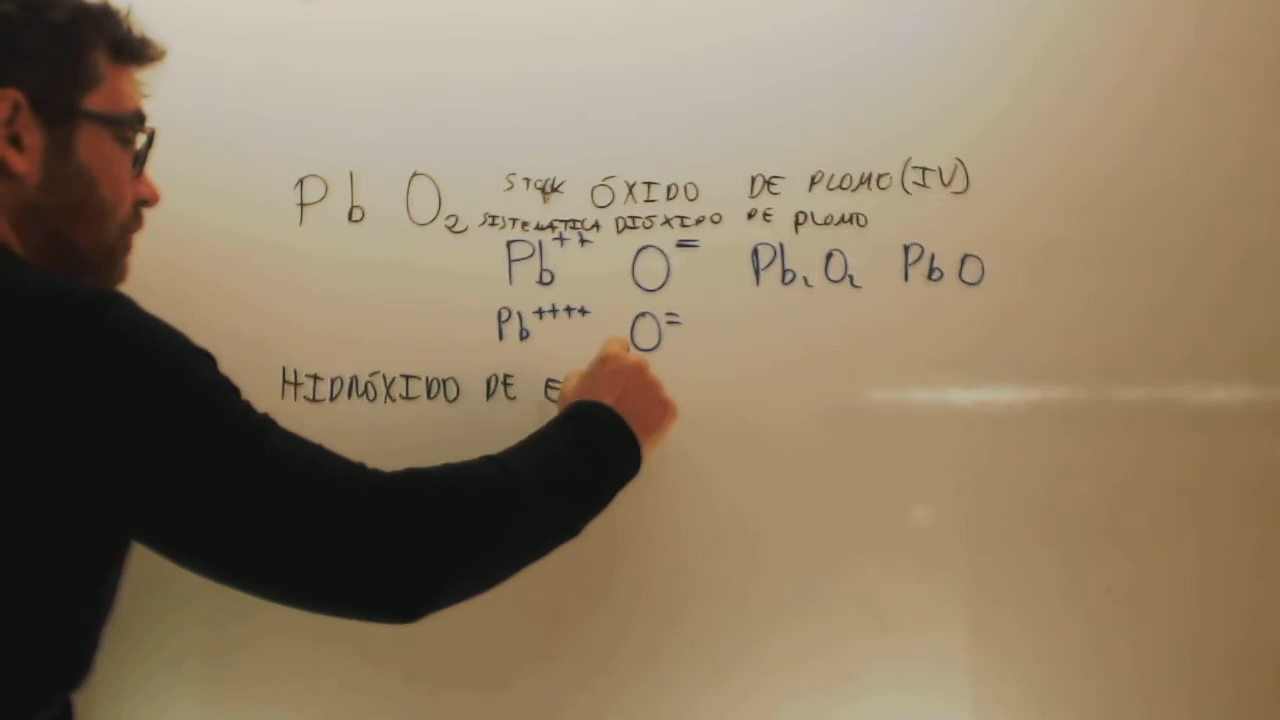 Pb O₂ STOCK ÓXIDO DE PLOMO (IV)
SISTEMÁTICA DIÓXIDO DE PLOMO
Pb⁺⁺ O⁼ Pb₂O₂ PbO
Pb⁺⁺⁺⁺ O⁼
HIDRÓXIDO DE E